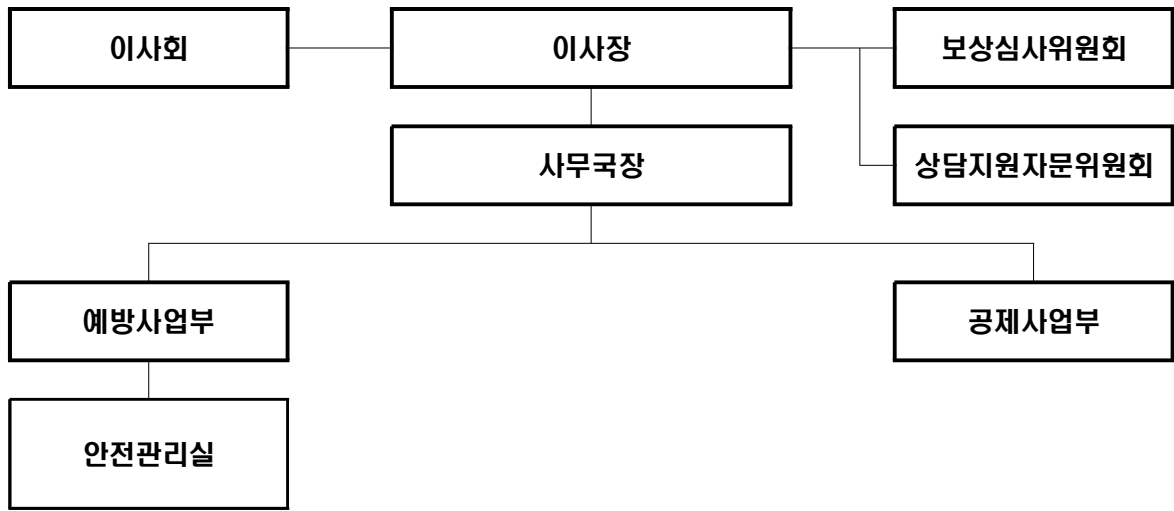 이사회
이사장
보상심사위원회
사무국장
상담지원자문위원회
예방사업부
공제사업부
안전관리실